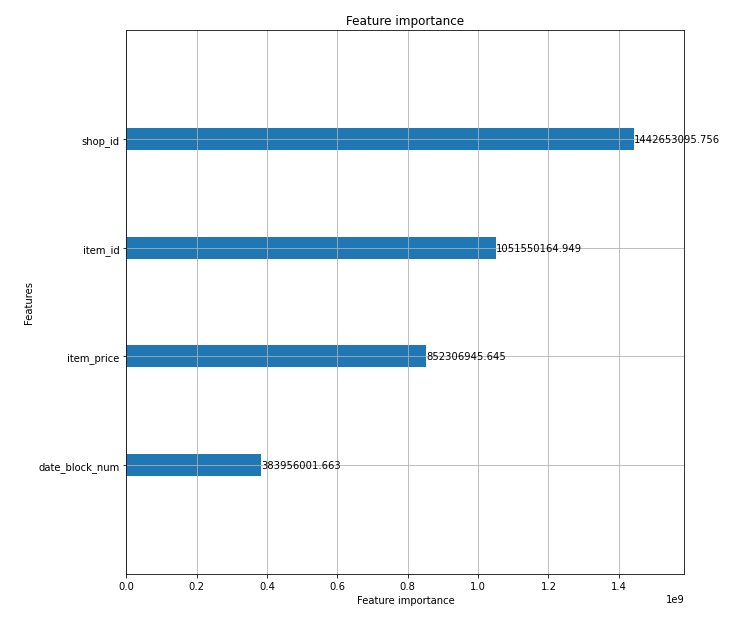 Feature importance
shop_id
1442653095.756
item_id
1051550164.949
Features
item_price
852306945.645
date_block_num
383956001.663
0.0 0.2 0.4 0.6 0.8 1.0 1.2 1.4
Feature importance
1e9